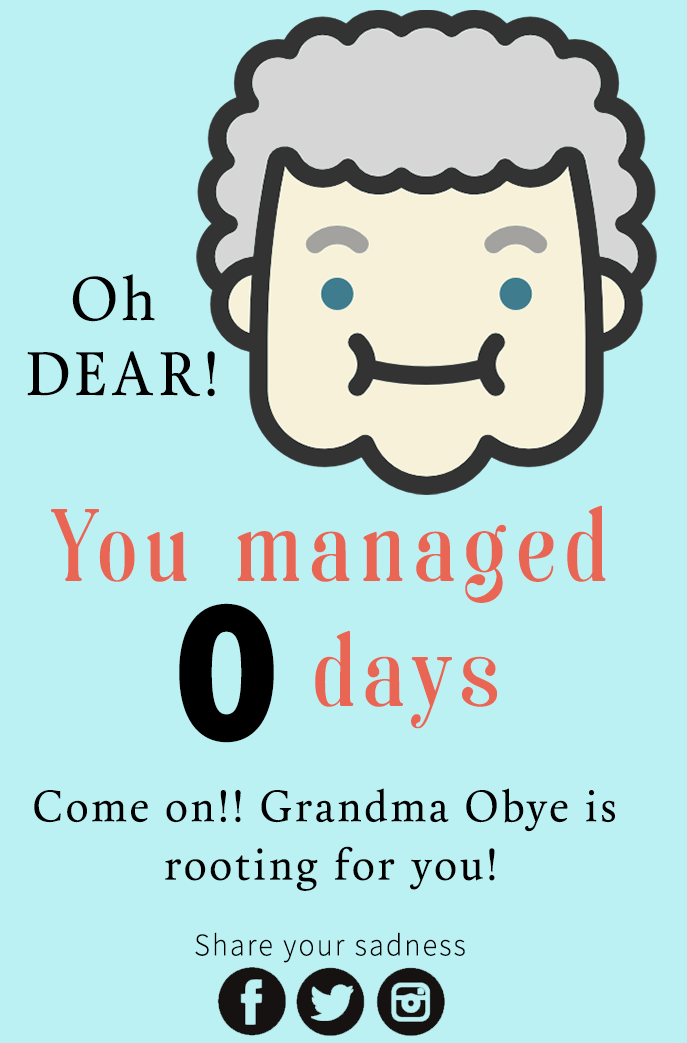 Oh
DEAR!
You managed
0 days
Come on!! Grandma Obye is
rooting for you!
Share your sadness